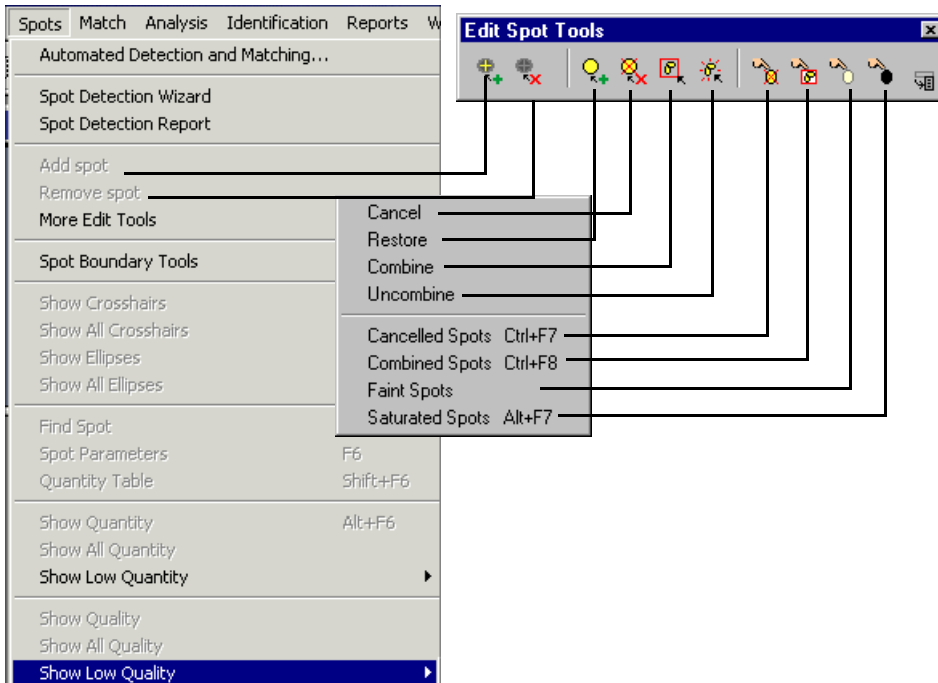 Spots Match Analysis Identification Reports W
Automated Detection and Matching...
Spot Detection Wizard
Spot Detection Report
Add spot
Remove spot
More Edit Tools
Spot Boundary Tools
Show Crosshairs
Show All Crosshairs
Show Ellipses
Show All Ellipses
Find Spot
Spot Parameters F6
Quantity Table Shift+F6
Show Quantity Alt+F6
Show All Quantity
Show Low Quantity
Show Quality
Show All Quality
Show Low Quality
Edit Spot Tools
Cancel
Restore
Combine
Uncombine
Cancelled Spots Ctrl+F7
Combined Spots Ctrl+F8
Faint Spots
Saturated Spots Alt+F7